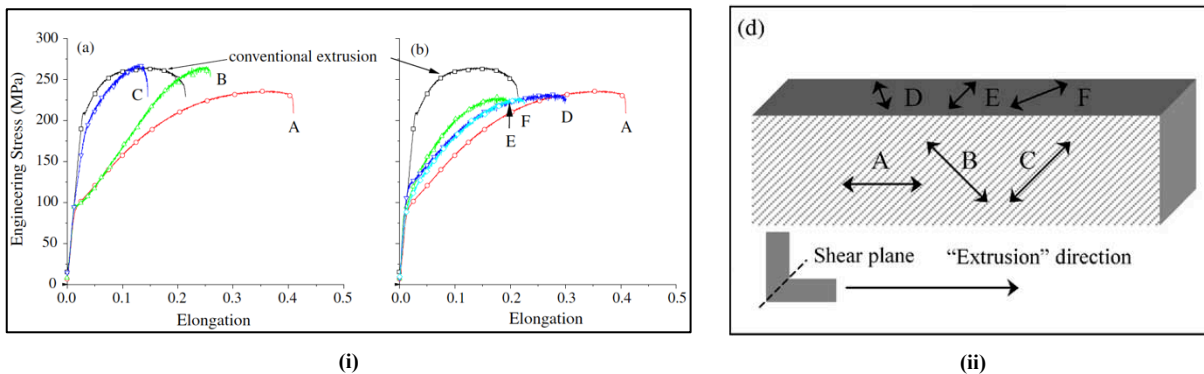 (a)
conventional extrusion
(b)
Engineering Stress (MPa)
300
250
200
150
100
50
0
C
B
A
E
F
D
A
0.0 0.1 0.2 0.3 0.4 0.5
0.0 0.1 0.2 0.3 0.4 0.5
Elongation
Elongation
(i)
(d)
D E F
A B C
Shear plane
“Extrusion” direction
(ii)